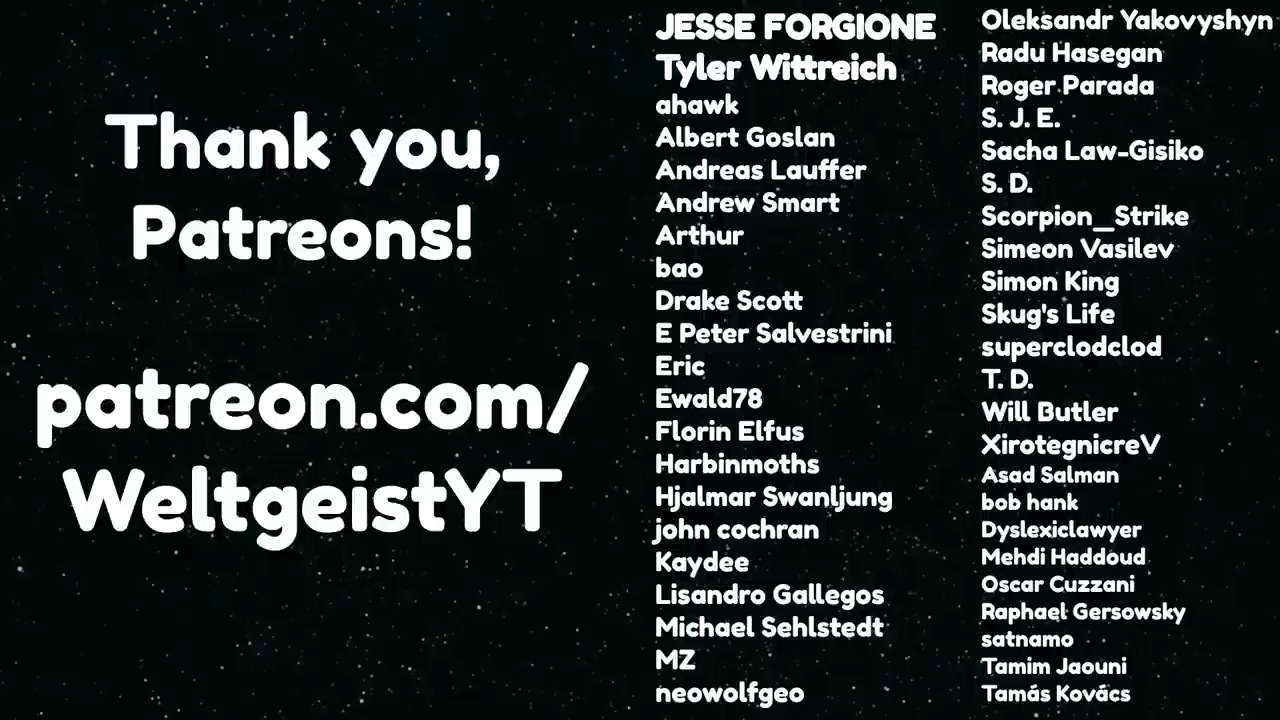 Thank you,
Patreons!
patreon.com/
WeltgeistYT
JESSE FORGIONE
Tyler Wittreich
ahawk
Albert Goslan
Andreas Lauffer
Andrew Smart
Arthur
bao
Drake Scott
E Peter Salvestrini
Eric
Ewald78
Florin Elfus
Harbinmoths
Hjalmar Swanljung
john cochran
Kaydee
Lisandro Gallegos
Michael Sehlstedt
MZ
neowolfgeo
Oleksandr Yakovyshyn
Radu Hasegan
Roger Parada
S. J. E.
Sacha Law-Gisiko
S. D.
Scorpion_Strike
Simeon Vasilev
Simon King
Skug's Life
superclodclod
T. D.
Will Butler
XirotegnicreV
Asad Salman
bob hank
Dyslexiclawyer
Mehdi Haddoud
Oscar Cuzzani
Raphael Gersowsky
satnamo
Tamim Jaouni
Tamás Kovács